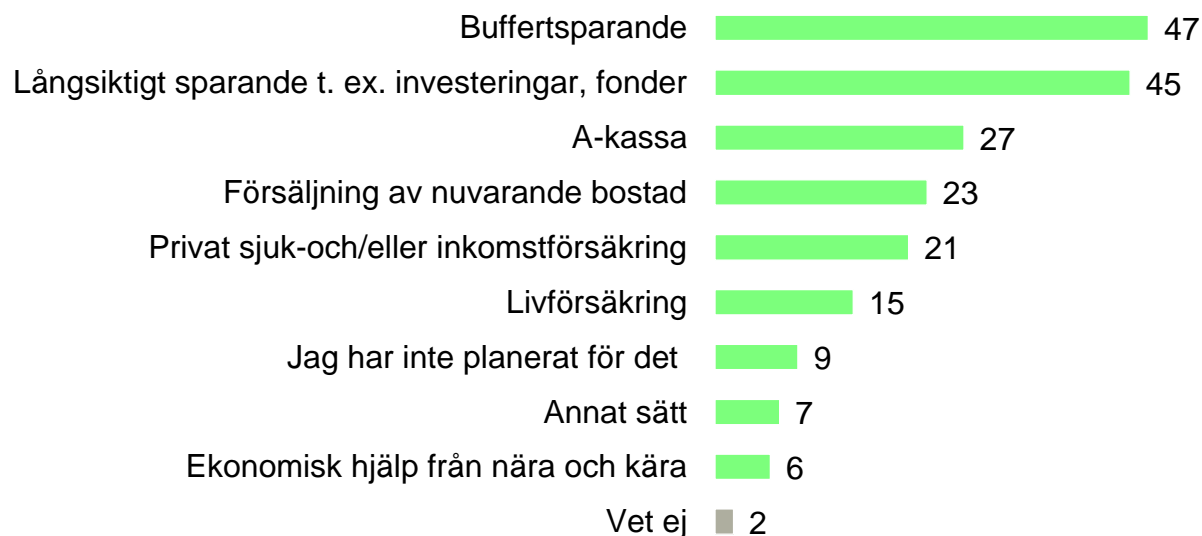 Buffertsparande 47
Långsiktigt sparande t. ex. investeringar, fonder 45
A-kassa 27
Försäljning av nuvarande bostad 23
Privat sjuk-och/eller inkomstförsäkring 21
Livförsäkring 15
Jag har inte planerat för det 9
Annat sätt 7
Ekonomisk hjälp från nära och kära 6
Vet ej 2